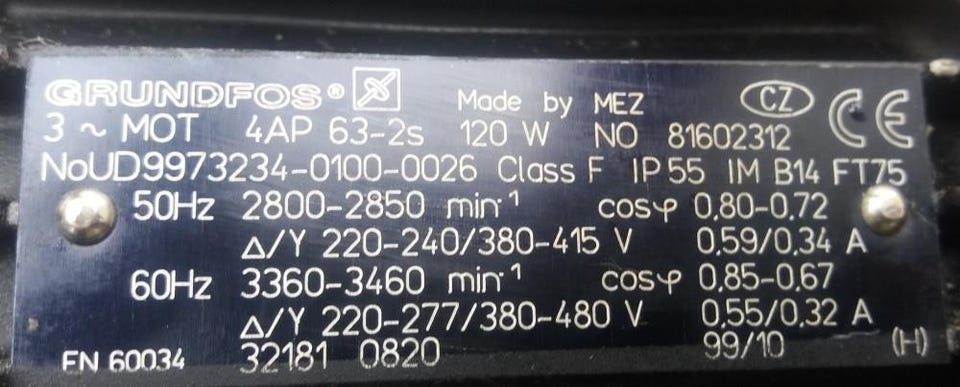 GRUNDFOS® Made by MEZ CZ CE
3 ~ MOT 4AP 63-2s 120 W NO 81602312
NoUD9973234-0100-0026 Class F IP 55 IM B14 FT75
50Hz 2800-2850 min⁻¹ cosφ 0,80-0,72
Δ/Y 220-240/380-415 V 0,59/0,34 A
60Hz 3360-3460 min⁻¹ cosφ 0,85-0,67
Δ/Y 220-277/380-480 V 0,55/0,32 A
EN 60034 32181 0820 99/10 (H)